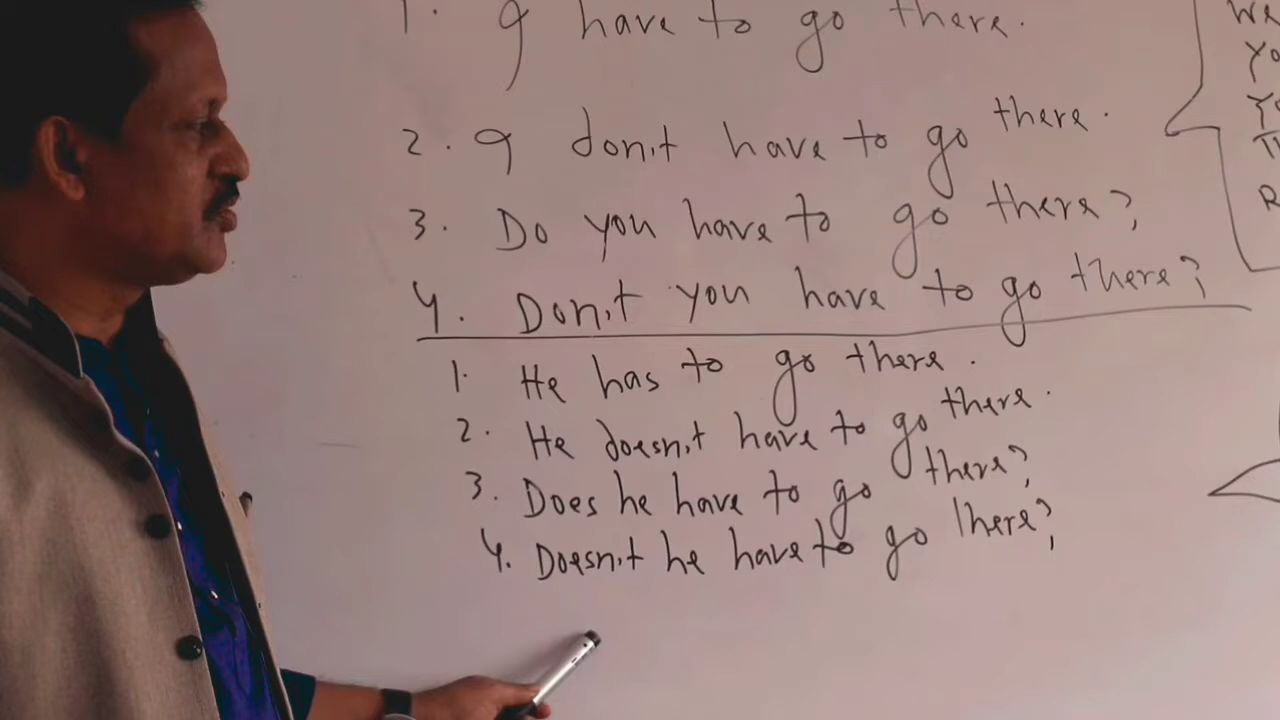 1. I have to go there.
2. I don't have to go there.
3. Do you have to go there?
4. Don't you have to go there?
1. He has to go there.
2. He doesn't have to go there.
3. Does he have to go there?
4. Doesn't he have to go there?
We